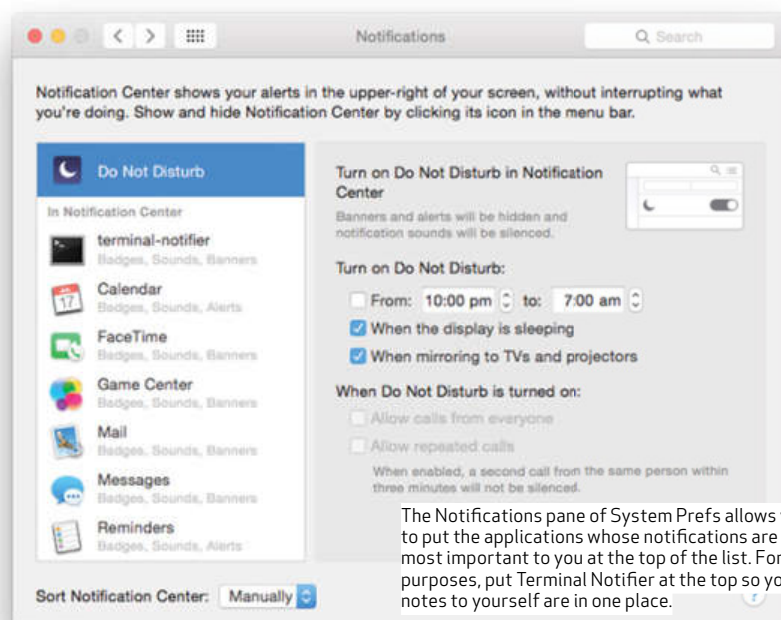 Notifications
Search
Notification Center shows your alerts in the upper-right of your screen, without interrupting what
you're doing. Show and hide Notification Center by clicking its icon in the menu bar.
Do Not Disturb
In Notification Center
terminal-notifier
Badges, Sounds, Banners
17
Calendar
Badges, Sounds, Alerts
FaceTime
Badges, Sounds, Banners
Game Center
Badges, Sounds, Banners
Mail
Badges, Sounds, Banners
Messages
Badges, Sounds, Banners
Reminders
Badges, Sounds, Alerts
Sort Notification Center: Manually
Turn on Do Not Disturb in Notification
Center
Banners and alerts will be hidden and
notification sounds will be silenced.
Turn on Do Not Disturb:
From: 10:00 pm to: 7:00 am
When the display is sleeping
When mirroring to TVs and projectors
When Do Not Disturb is turned on:
Allow calls from everyone
Allow repeated calls
When enabled, a second call from the same person within
three minutes will not be silenced.
The Notifications pane of System Prefs allows
to put the applications whose notifications are
most important to you at the top of the list. For
purposes, put Terminal Notifier at the top so
notes to yourself are in one place.